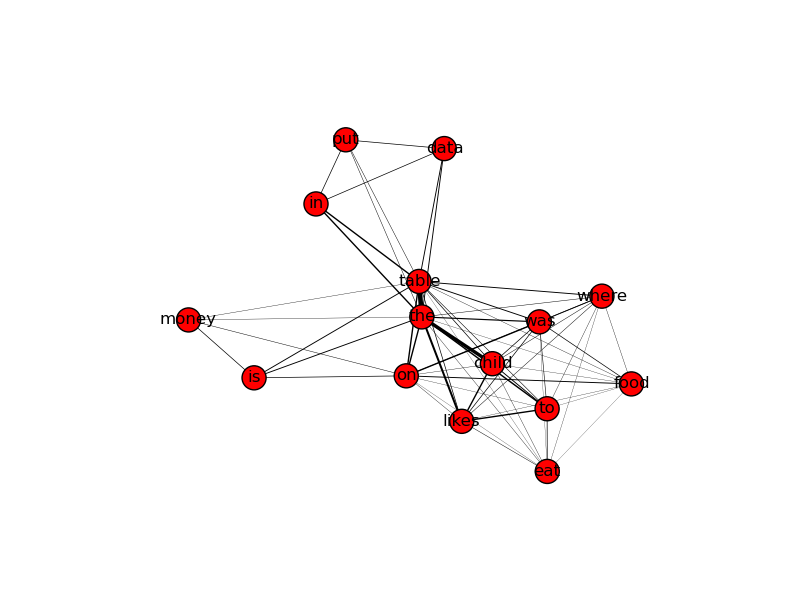 put
data
in
table
where
the
money
was
child
on
is
food
to
likes
eat